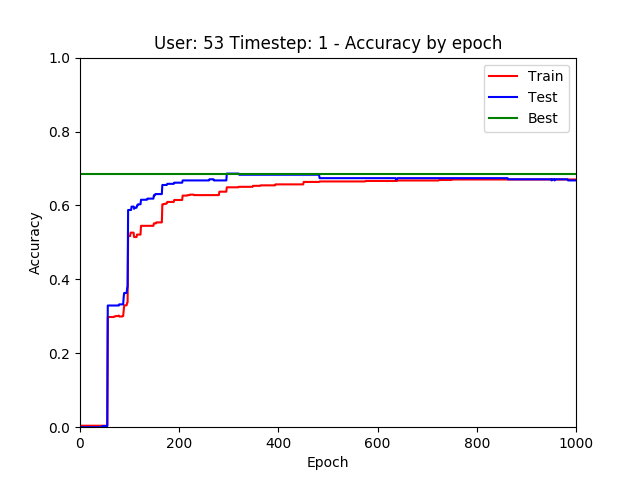 User: 53 Timestep: 1 - Accuracy by epoch
1.0
0.8
0.6
0.4
0.2
0.0
Accuracy
Train
Test
Best
0 200 400 600 800 1000
Epoch